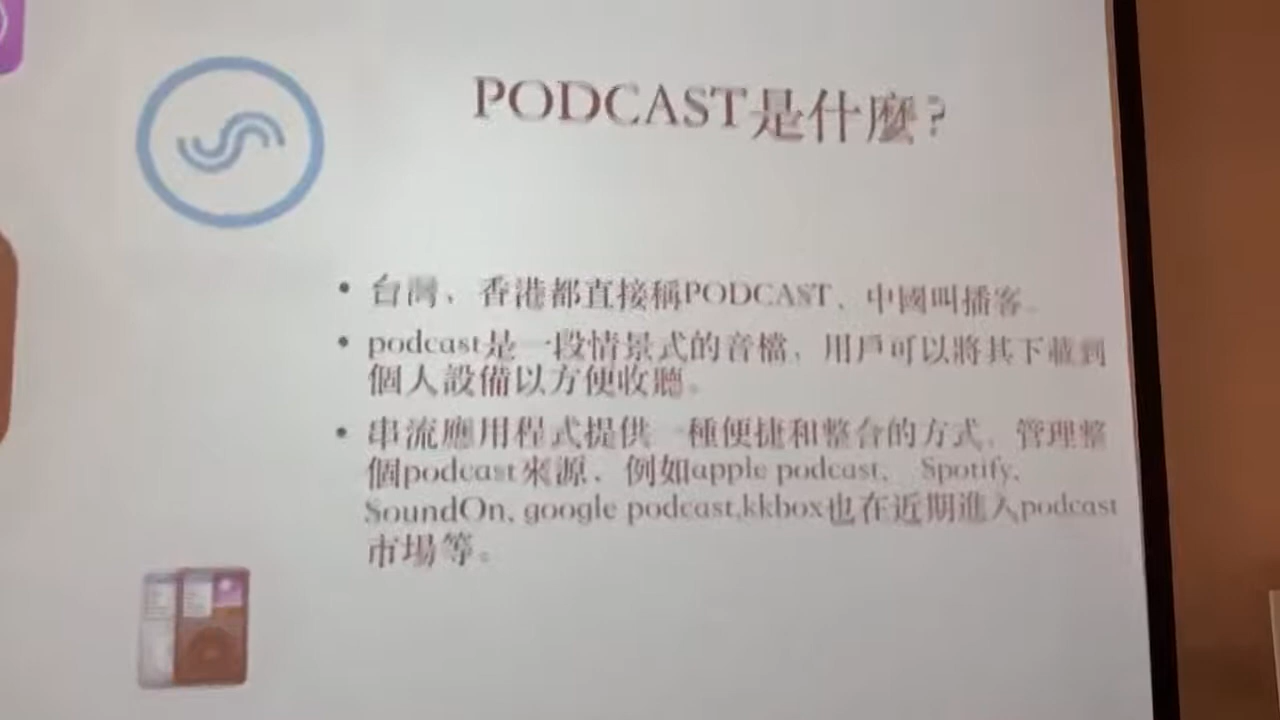 PODCAST是什麼?
• 台灣、香港都直接稱PODCAST、中國叫播客。
• podcast是一段情景式的音檔，用戶可以將其下載到
個人設備以方便收聽。
• 串流應用程式提供一種便捷和整合的方式，管理整
個podcast來源，例如apple podcast, Spotify,
SoundOn, google podcast,kkbox也在近期進入podcast
市場等。